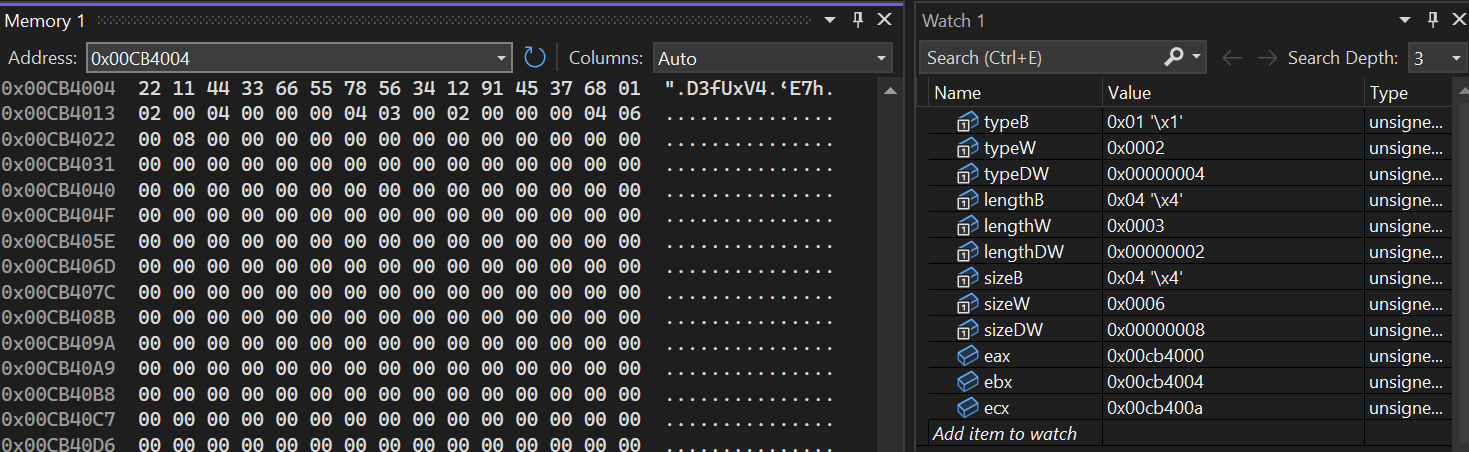 Memory 1
Address: 0x00CB4004 Columns: Auto
0x00CB4004 22 11 44 33 66 55 78 56 34 12 91 45 37 68 01 ".D3fUxV4.‘E7h.
0x00CB4013 02 00 04 00 00 00 04 03 00 02 00 00 00 04 06 ...............
0x00CB4022 00 08 00 00 00 00 00 00 00 00 00 00 00 00 00 ...............
0x00CB4031 00 00 00 00 00 00 00 00 00 00 00 00 00 00 00 ...............
0x00CB4040 00 00 00 00 00 00 00 00 00 00 00 00 00 00 00 ...............
0x00CB404F 00 00 00 00 00 00 00 00 00 00 00 00 00 00 00 ...............
0x00CB405E 00 00 00 00 00 00 00 00 00 00 00 00 00 00 00 ...............
0x00CB406D 00 00 00 00 00 00 00 00 00 00 00 00 00 00 00 ...............
0x00CB407C 00 00 00 00 00 00 00 00 00 00 00 00 00 00 00 ...............
0x00CB408B 00 00 00 00 00 00 00 00 00 00 00 00 00 00 00 ...............
0x00CB409A 00 00 00 00 00 00 00 00 00 00 00 00 00 00 00 ...............
0x00CB40A9 00 00 00 00 00 00 00 00 00 00 00 00 00 00 00 ...............
0x00CB40B8 00 00 00 00 00 00 00 00 00 00 00 00 00 00 00 ...............
0x00CB40C7 00 00 00 00 00 00 00 00 00 00 00 00 00 00 00 ...............
0x00CB40D6 00 00 00 00 00 00 00 00 00 00 00 00 00 00 00 ...............
Watch 1
Search (Ctrl+E) Search Depth: 3
Name Value Type
typeB 0x01 '\x1' unsigne...
typeW 0x0002 unsigne...
typeDW 0x00000004 unsigne...
lengthB 0x04 '\x4' unsigne...
lengthW 0x0003 unsigne...
lengthDW 0x00000002 unsigne...
sizeB 0x04 '\x4' unsigne...
sizeW 0x0006 unsigne...
sizeDW 0x00000008 unsigne...
eax 0x00cb4000 unsigne...
ebx 0x00cb4004 unsigne...
ecx 0x00cb400a unsigne...
Add item to watch